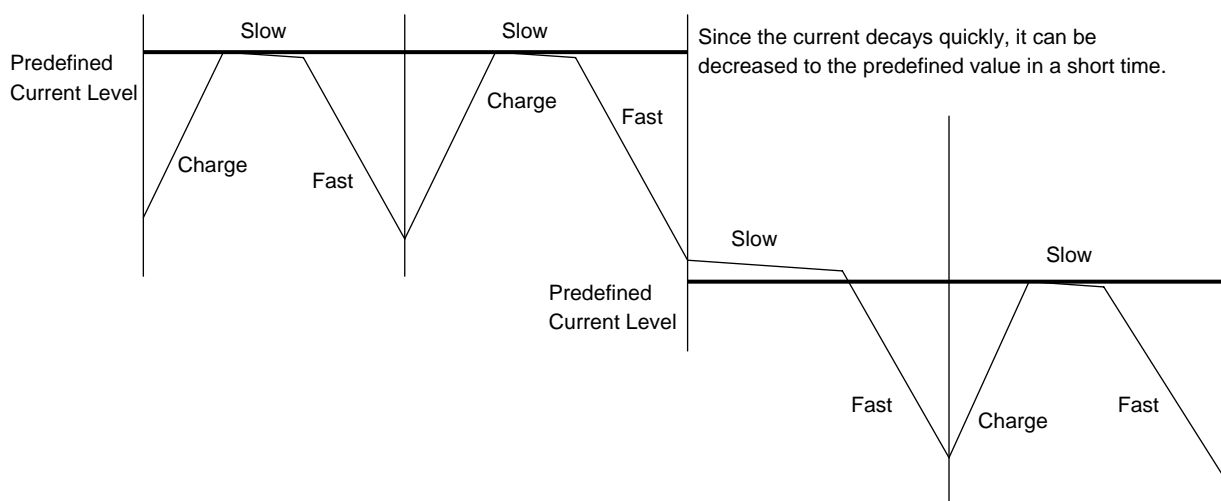 Slow
Slow
Since the current decays quickly, it can be
decreased to the predefined value in a short time.
Predefined
Current Level
Charge
Fast
Charge
Fast
Slow
Slow
Predefined
Current Level
Fast
Charge
Fast